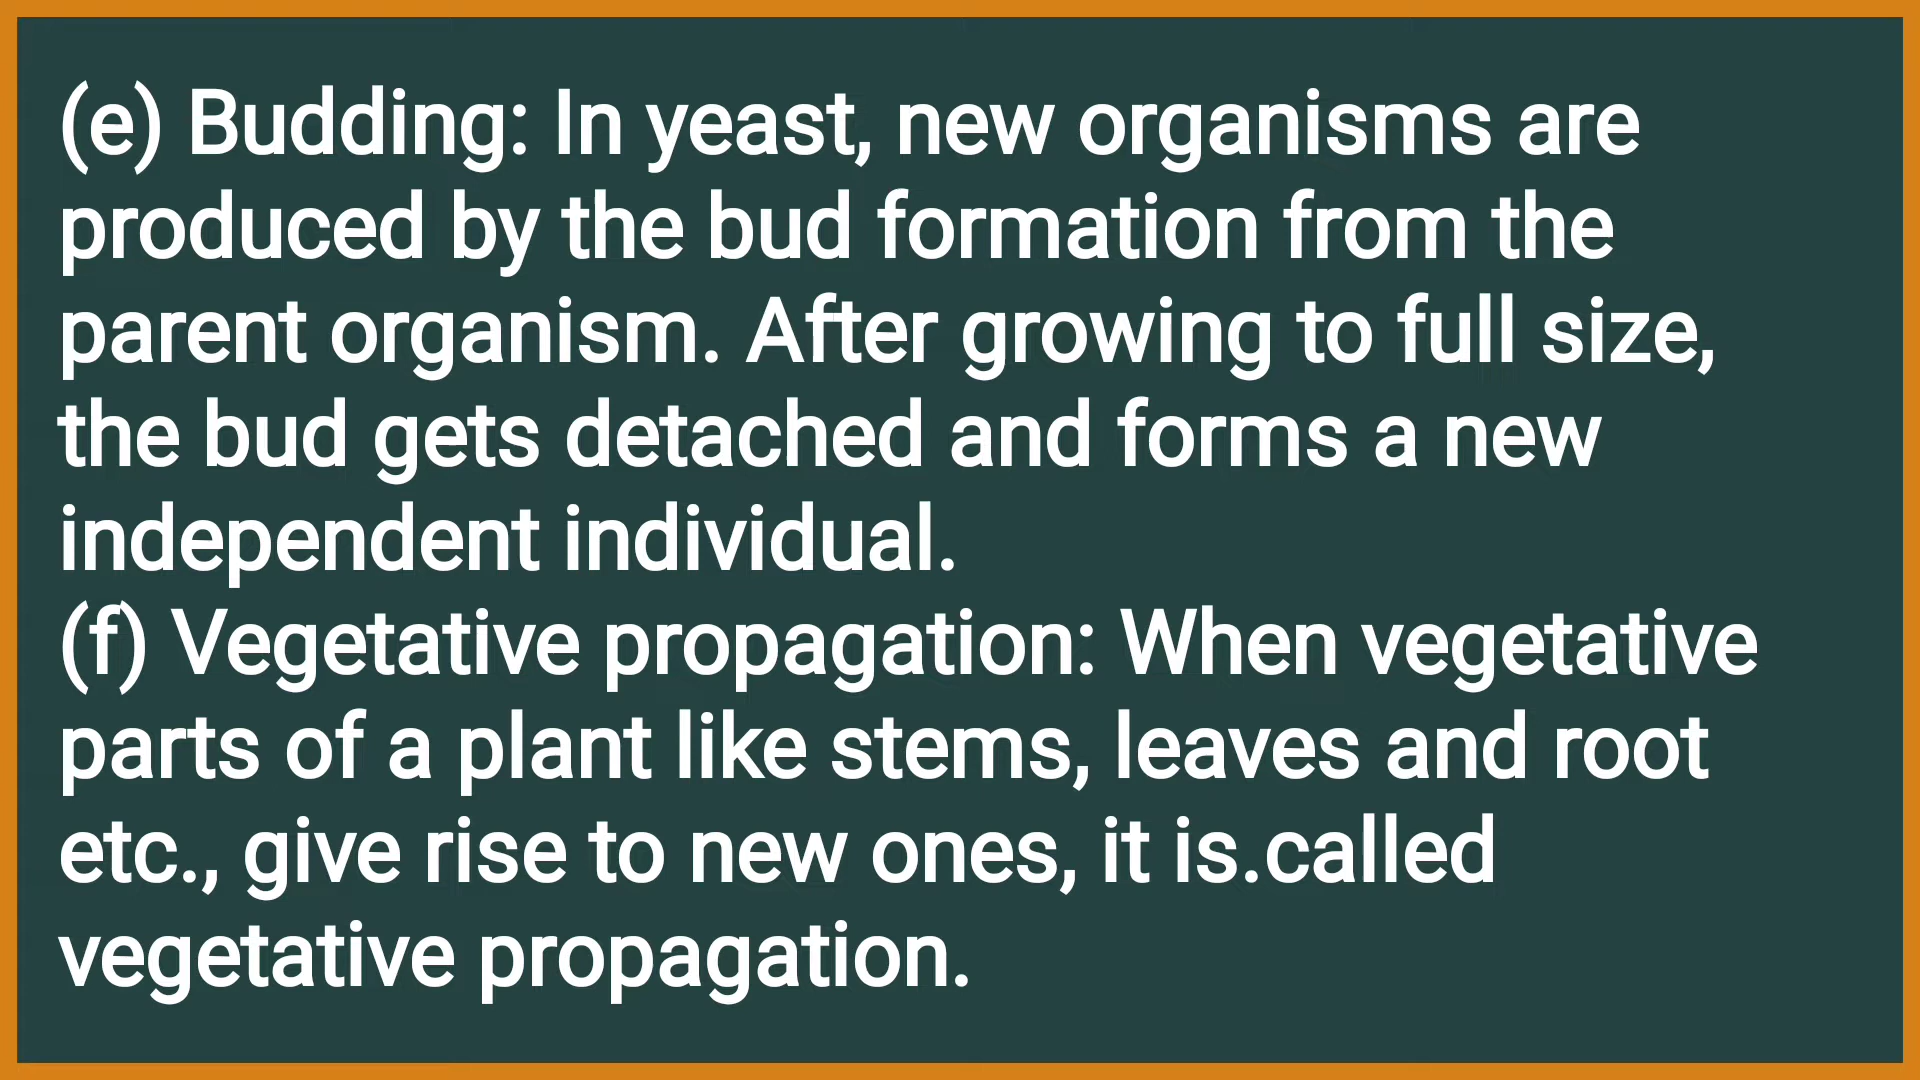 (e) Budding: In yeast, new organisms are
produced by the bud formation from the
parent organism. After growing to full size,
the bud gets detached and forms a new
independent individual.
(f) Vegetative propagation: When vegetative
parts of a plant like stems, leaves and root
etc., give rise to new ones, it is.called
vegetative propagation.